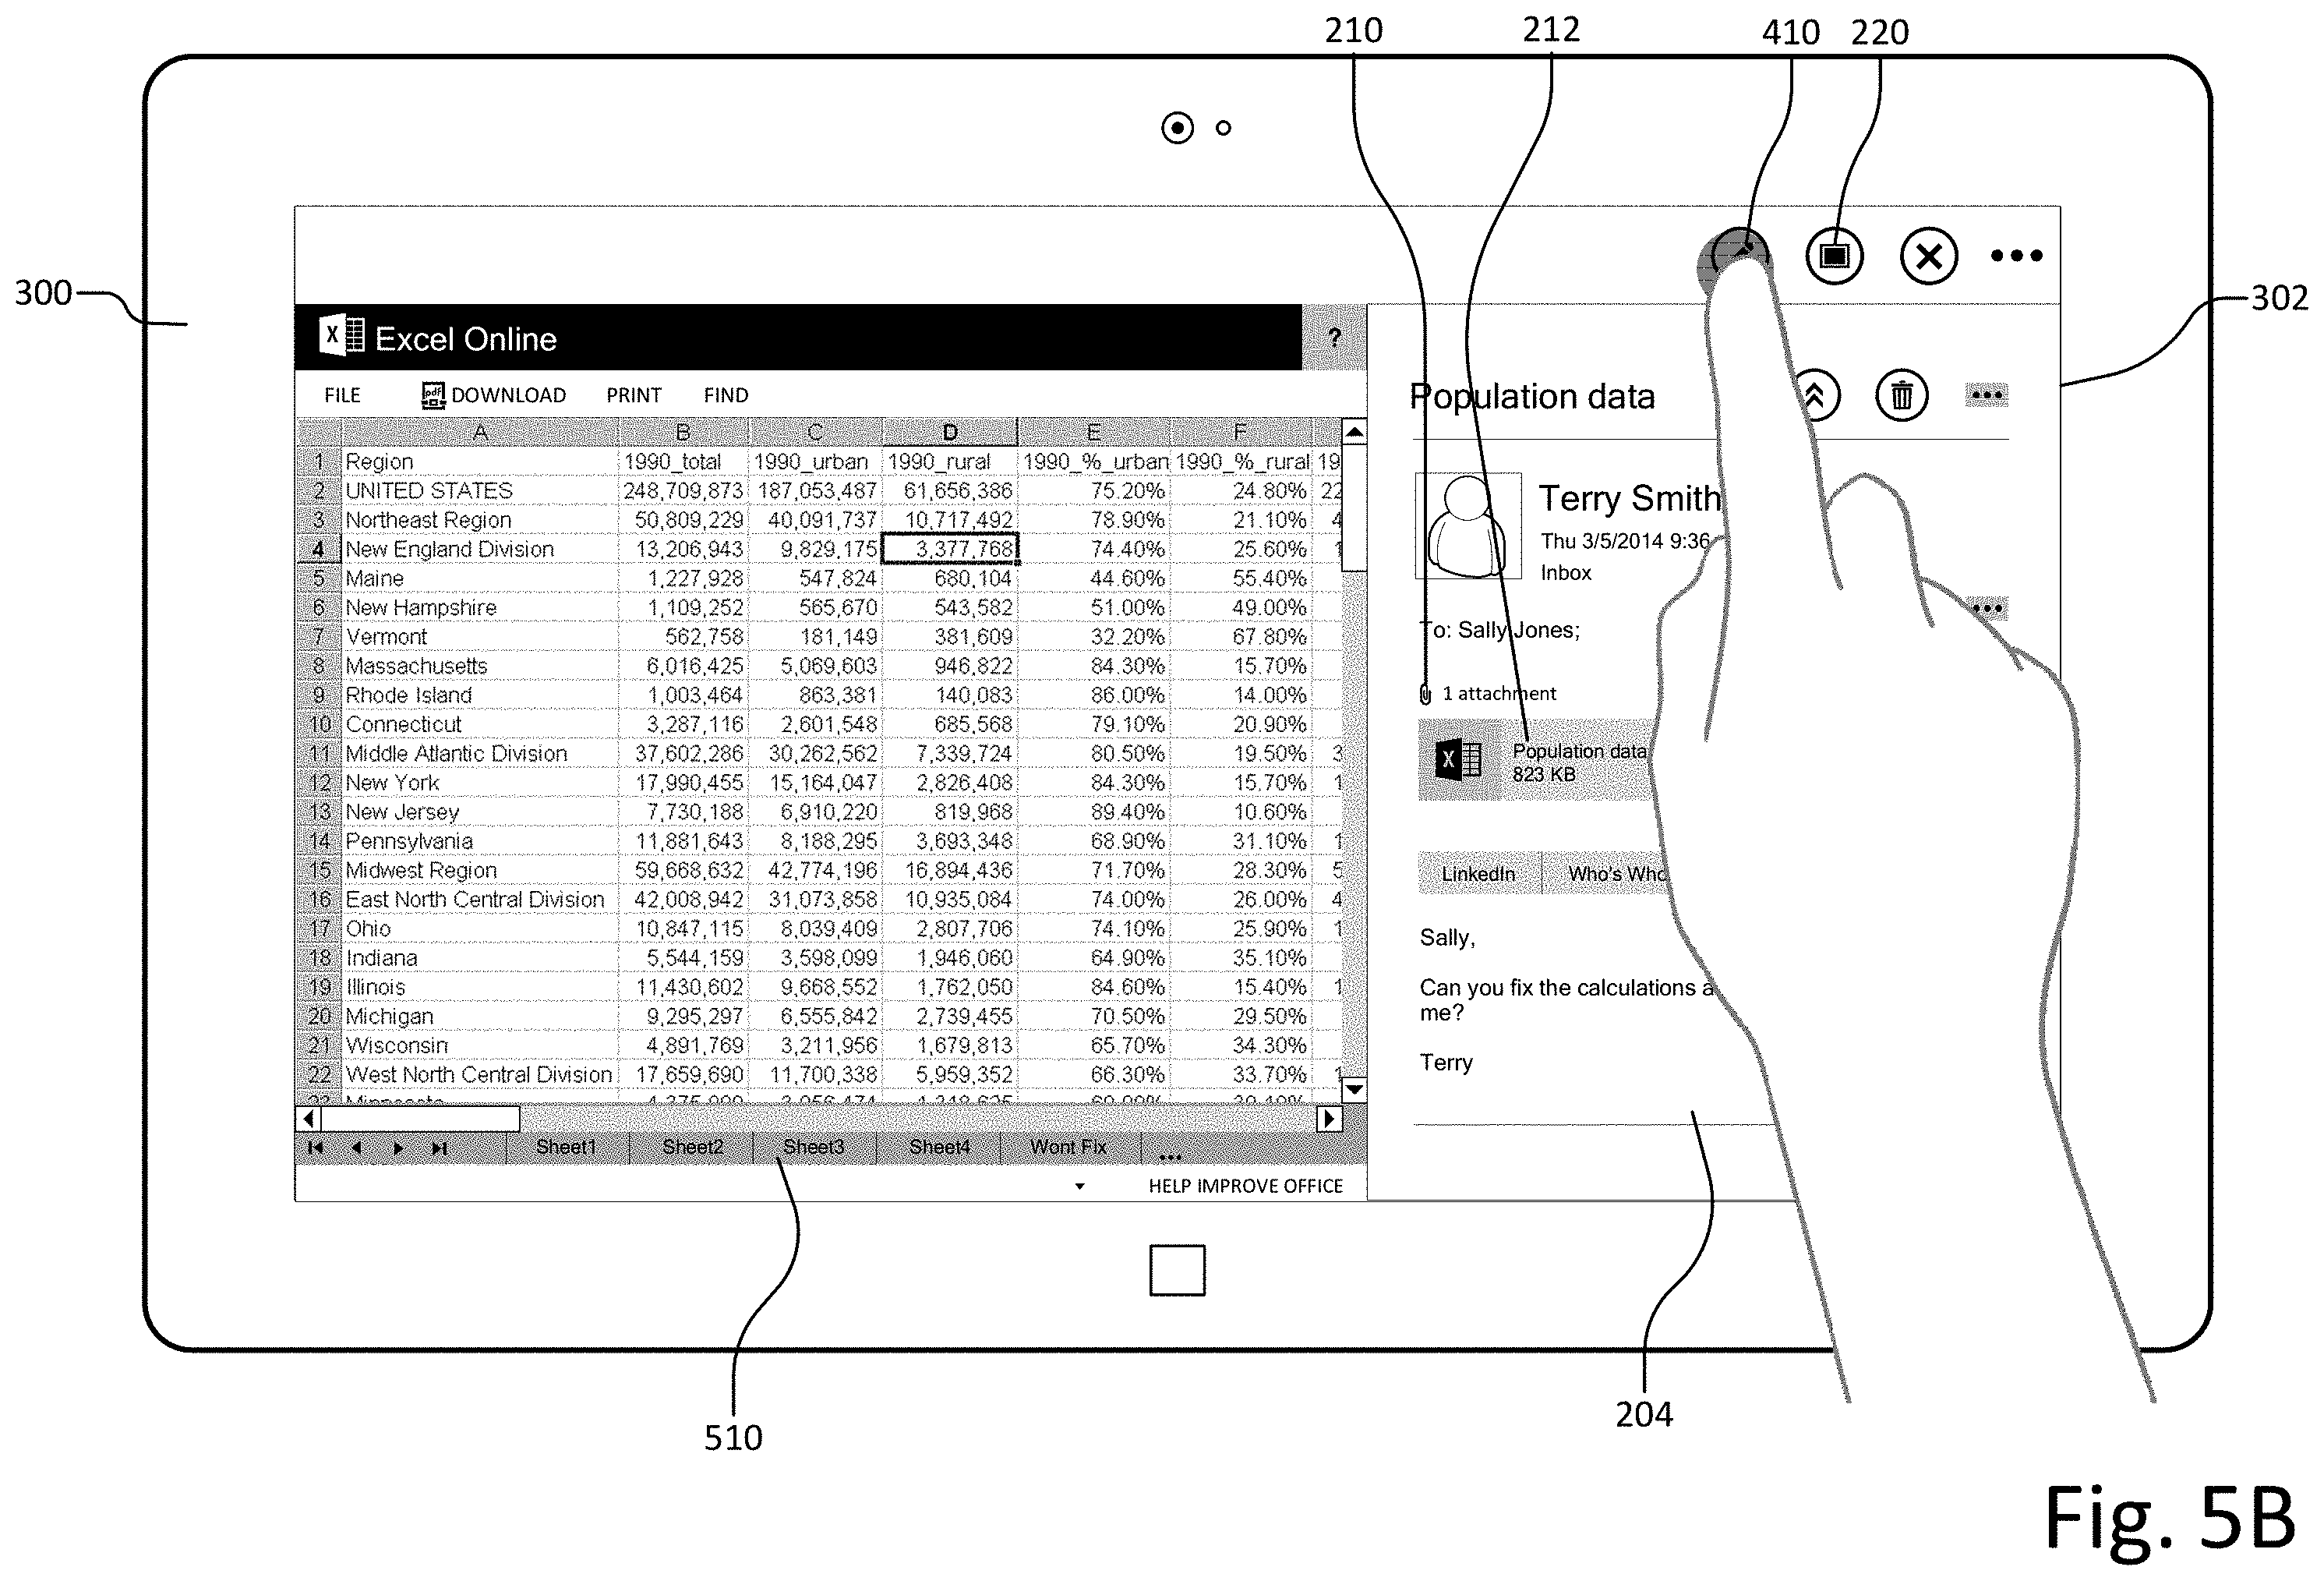 210 212 410 220
300
302
Excel Online ?
FILE pdf DOWNLOAD PRINT FIND
A B C D E F
1 Region 1990_total 1990_urban 1990_rural 1990_%_urban 1990_%_rural 19
2 UNITED STATES 248,709,873 187,053,487 61,656,386 75.20% 24.80% 22
3 Northeast Region 50,809,229 40,091,737 10,717,492 78.90% 21.10% 4
4 New England Division 13,206,943 9,829,175 3,377,768 74.40% 25.60% 1
5 Maine 1,227,928 547,824 680,104 44.60% 55.40%
6 New Hampshire 1,109,252 565,670 543,582 51.00% 49.00%
7 Vermont 562,758 181,149 381,609 32.20% 67.80%
8 Massachusetts 6,016,425 5,069,603 946,822 84.30% 15.70%
9 Rhode Island 1,003,464 863,381 140,083 86.00% 14.00%
10 Connecticut 3,287,116 2,601,548 685,568 79.10% 20.90%
11 Middle Atlantic Division 37,602,286 30,262,562 7,339,724 80.50% 19.50% 3
12 New York 17,990,455 15,164,047 2,826,408 84.30% 15.70% 1
13 New Jersey 7,730,188 6,910,220 819,968 89.40% 10.60%
14 Pennsylvania 11,881,643 8,188,295 3,693,348 68.90% 31.10% 1
15 Midwest Region 59,668,632 42,774,196 16,894,436 71.70% 28.30% 5
16 East North Central Division 42,008,942 31,073,858 10,935,084 74.00% 26.00% 4
17 Ohio 10,847,115 8,039,409 2,807,706 74.10% 25.90% 1
18 Indiana 5,544,159 3,598,099 1,946,060 64.90% 35.10%
19 Illinois 11,430,602 9,668,552 1,762,050 84.60% 15.40% 1
20 Michigan 9,295,297 6,555,842 2,739,455 70.50% 29.50%
21 Wisconsin 4,891,769 3,211,956 1,679,813 65.70% 34.30%
22 West North Central Division 17,659,690 11,700,338 5,959,352 66.30% 33.70% 1
Sheet1 Sheet2 Sheet3 Sheet4 Wont Fix ...
HELP IMPROVE OFFICE
Population data
Terry Smith
Thu 3/5/2014 9:36
Inbox
To: Sally Jones;
1 attachment
Population data
823 KB
LinkedIn Who's Who
Sally,
Can you fix the calculations a
me?
Terry
510
204
Fig. 5B